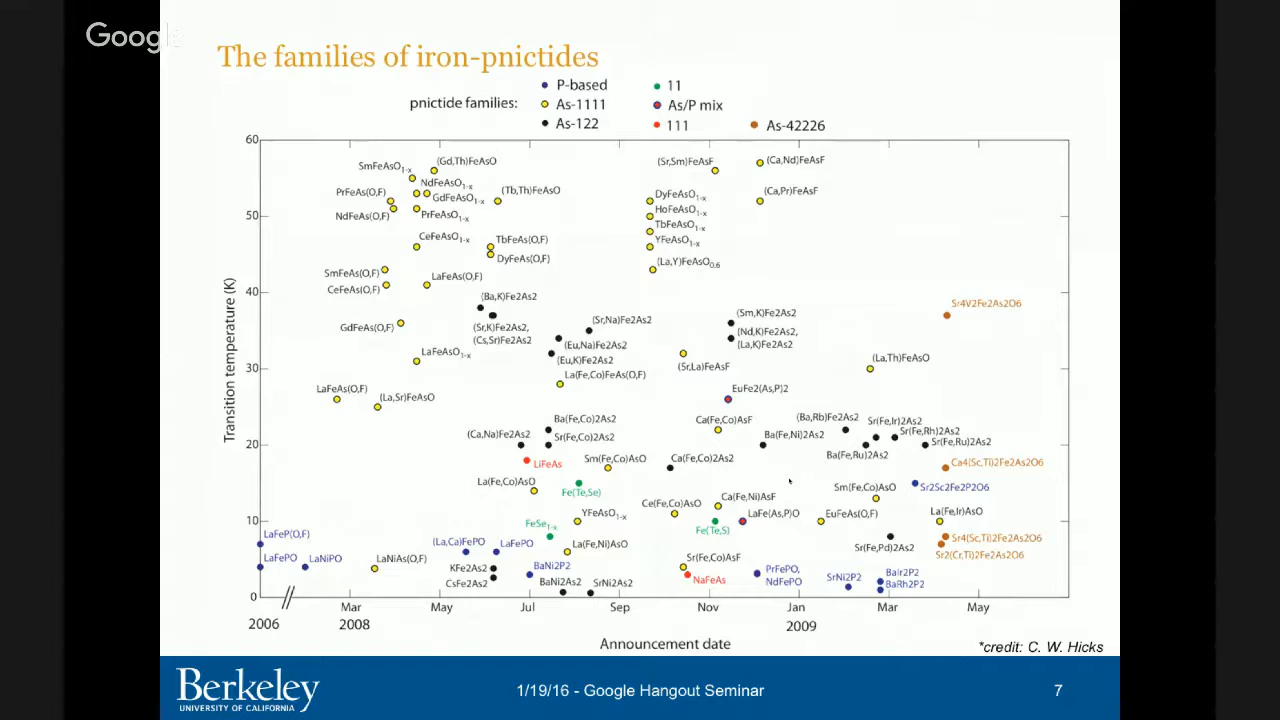 Google
The families of iron-pnictides
pnictide families:
P-based
As-1111
As-122
11
As/P mix
111
As-42226
Transition temperature (K)
60
50
40
30
20
10
0
SmFeAsO1-x
(Gd,Th)FeAsO
NdFeAsO1-x
PrFeAs(O,F)
GdFeAsO1-x
(Tb,Th)FeAsO
NdFeAs(O,F)
PrFeAsO1-x
CeFeAsO1-x
TbFeAs(O,F)
DyFeAs(O,F)
SmFeAs(O,F)
CeFeAs(O,F)
LaFeAs(O,F)
(Sr,Sm)FeAsF
(Ca,Nd)FeAsF
DyFeAsO1-x
HoFeAsO1-x
TbFeAsO1-x
YFeAsO1-x
(La,Y)FeAsO0.6
(Ca,Pr)FeAsF
(Ba,K)Fe2As2
(Sr,K)Fe2As2,
(Cs,Sr)Fe2As2
GdFeAs(O,F)
LaFeAsO1-x
(Sr,Na)Fe2As2
(Eu,Na)Fe2As2
(Eu,K)Fe2As2
La(Fe,Co)FeAs(O,F)
(Sm,K)Fe2As2
(Nd,K)Fe2As2,
(La,K)Fe2As2
(Sr,La)FeAsF
EuFe2(As,P)2
(La,Th)FeAsO
Sr4V2Fe2As2O6
LaFeAs(O,F)
(La,Sr)FeAsO
(Ca,Na)Fe2As2
Ba(Fe,Co)2As2
Sr(Fe,Co)2As2
LiFeAs
Sm(Fe,Co)AsO
Fe(Te,Se)
La(Fe,Co)AsO
Ca(Fe,Co)AsF
Ba(Fe,Ni)2As2
Ca(Fe,Co)2As2
(Ba,Rb)Fe2As2
Sr(Fe,Ir)2As2
Sr(Fe,Rh)2As2
Sr(Fe,Ru)2As2
Ba(Fe,Ru)2As2
Ca4(Sc,Ti)2Fe2As2O6
Sr2Sc2Fe2P2O6
Sm(Fe,Co)AsO
YFeAsO1-x
FeSe1-x
Ce(Fe,Co)AsO
Ca(Fe,Ni)AsF
LaFe(As,P)O
Fe(Te,S)
EuFeAs(O,F)
La(Fe,Ir)AsO
LaFeP(O,F)
LaFePO
LaNiPO
LaNiAs(O,F)
(La,Ca)FePO
LaFePO
La(Fe,Ni)AsO
KFe2As2
CsFe2As2
BaNi2P2
BaNi2As2
SrNi2As2
Sr(Fe,Co)AsF
NaFeAs
PrFePO,
NdFePO
SrNi2P2
Sr(Fe,Pd)2As2
BaIr2P2
BaRh2P2
Sr4(Sc,Ti)2Fe2As2O6
Sr2(Cr,Ti)2Fe2As2O6
Mar
May
Jul
Sep
Nov
Jan
Mar
May
2006
2008
2009
Announcement date
*credit: C. W. Hicks
Berkeley
UNIVERSITY OF CALIFORNIA
1/19/16 - Google Hangout Seminar
7